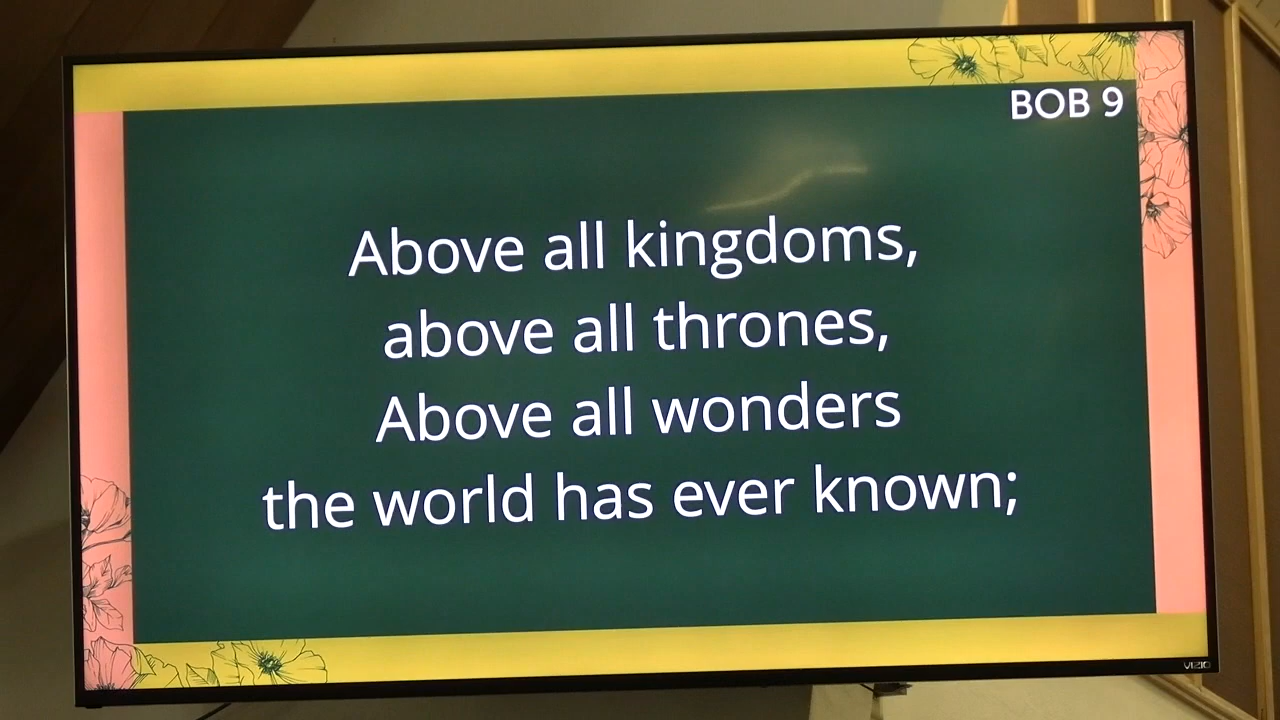 BOB 9
Above all kingdoms,
above all thrones,
Above all wonders
the world has ever known;
VIZIO